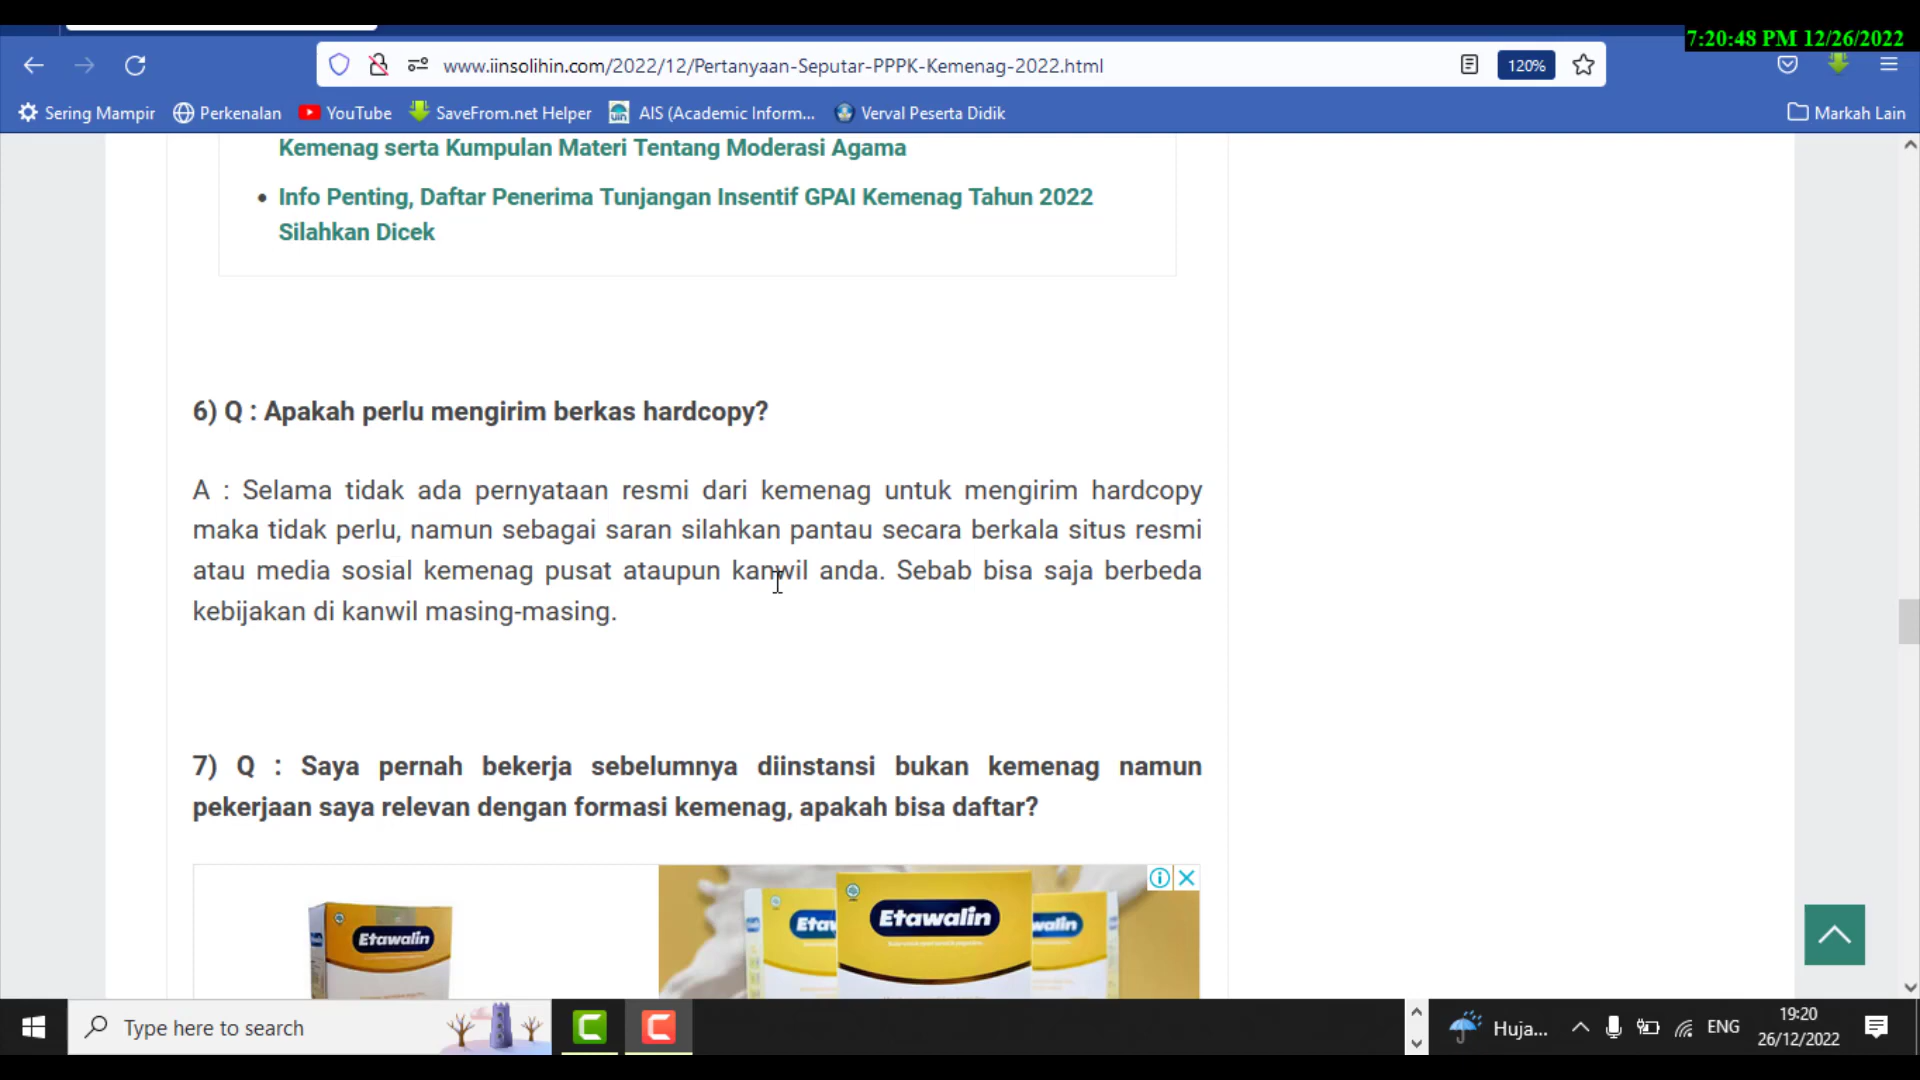 7:20:48 PM 12/26/2022
www.iinsolihin.com/2022/12/Pertanyaan-Seputar-PPPK-Kemenag-2022.html
120%
Sering Mampir
Perkenalan
YouTube
SaveFrom.net Helper
AIS (Academic Inform...
Verval Peserta Didik
Markah Lain
Kemenag serta Kumpulan Materi Tentang Moderasi Agama
• Info Penting, Daftar Penerima Tunjangan Insentif GPAI Kemenag Tahun 2022
Silahkan Dicek
6) Q : Apakah perlu mengirim berkas hardcopy?
A : Selama tidak ada pernyataan resmi dari kemenag untuk mengirim hardcopy
maka tidak perlu, namun sebagai saran silahkan pantau secara berkala situs resmi
atau media sosial kemenag pusat ataupun kanwil anda. Sebab bisa saja berbeda
kebijakan di kanwil masing-masing.
7) Q : Saya pernah bekerja sebelumnya diinstansi bukan kemenag namun
pekerjaan saya relevan dengan formasi kemenag, apakah bisa daftar?
Etawalin
Etawalin
Etaw
walin
Type here to search
Huja...
ENG
19:20
26/12/2022